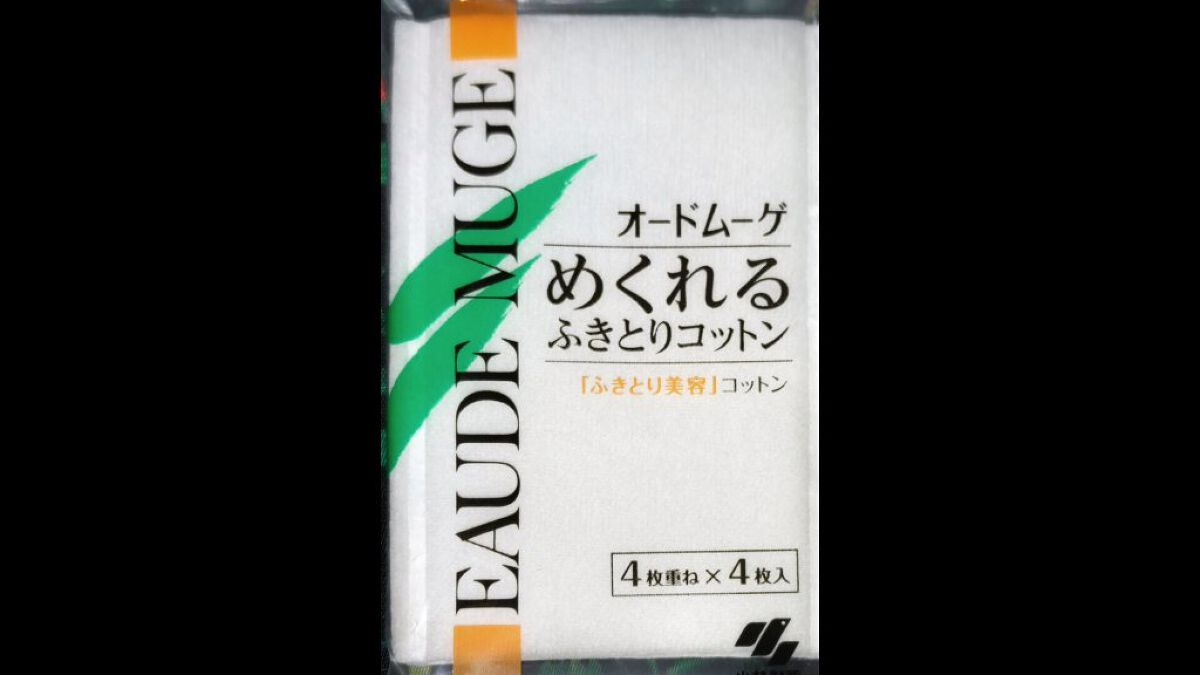 EAUDE MUGE
オードムーゲ
めくれる
ふきとりコットン
「ふきとり美容」コットン
4枚重ね×4枚入